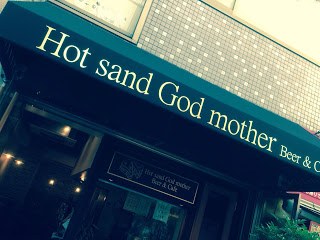 Hot sand God mother Beer & C
Hot sand God mother
beer & Cafe